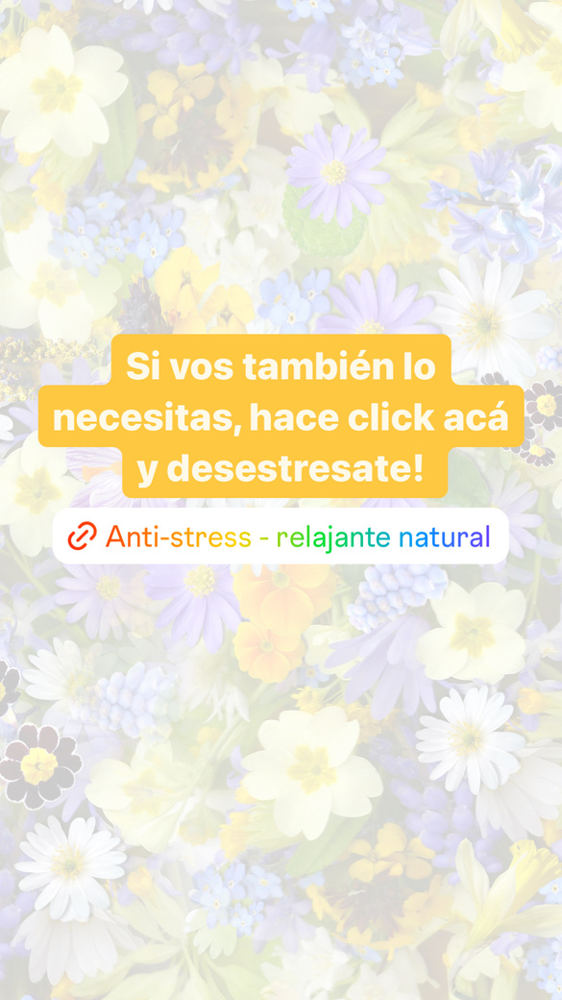 Si vos también lo
necesitas, hace click acá
y desestresate!
Anti-stress - relajante natural